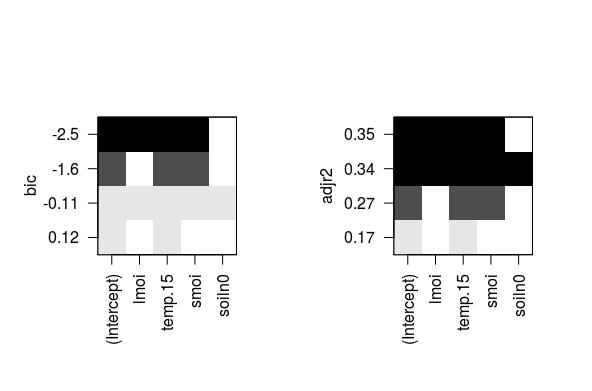 bic
-2.5
-1.6
-0.11
0.12
(Intercept)
lmoi
temp.15
smoi
soiln0
adjr2
0.35
0.34
0.27
0.17
(Intercept)
lmoi
temp.15
smoi
soiln0